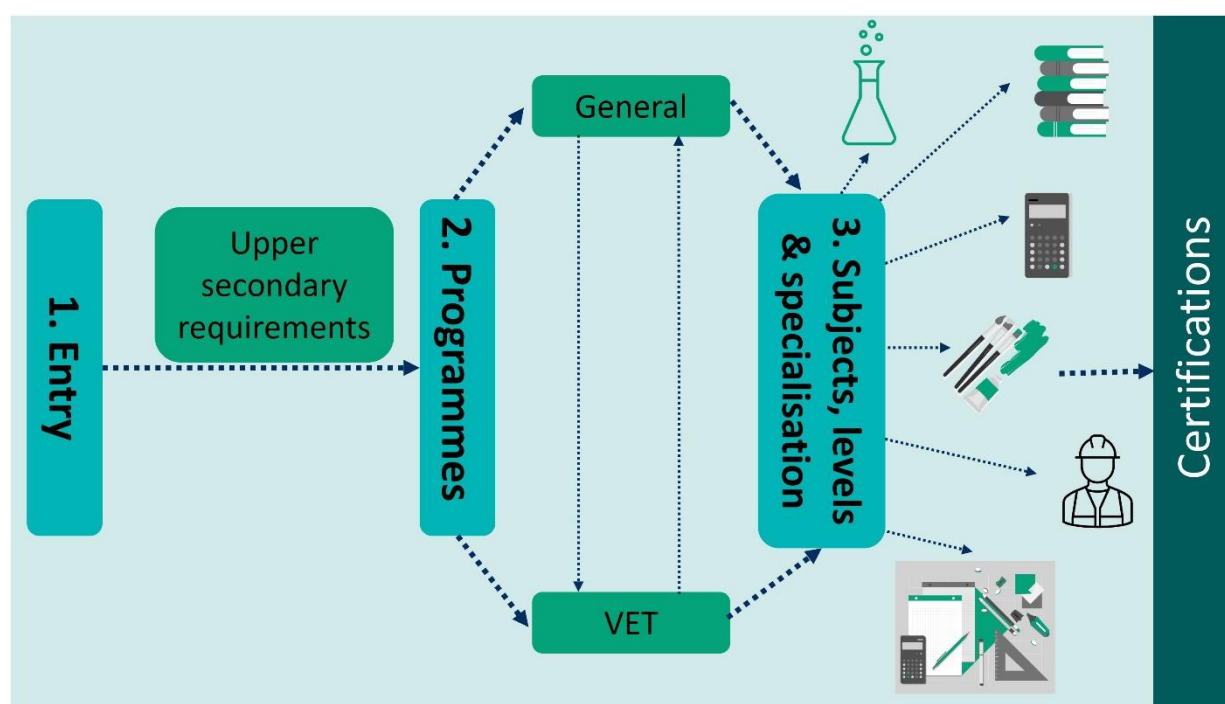 1. Entry
Upper
secondary
requirements
2. Programmes
General
VET
3. Subjects, levels
& specialisation
Certifications